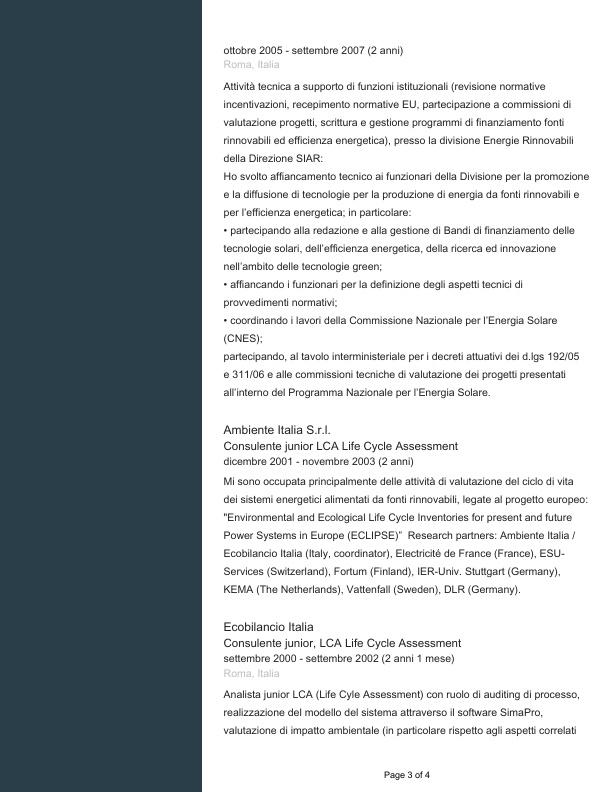 ottobre 2005 - settembre 2007 (2 anni)
Roma, Italia
Attività tecnica a supporto di funzioni istituzionali (revisione normative
incentivazioni, recepimento normative EU, partecipazione a commissioni di
valutazione progetti, scrittura e gestione programmi di finanziamento fonti
rinnovabili ed efficienza energetica), presso la divisione Energie Rinnovabili
della Direzione SIAR:
Ho svolto affiancamento tecnico ai funzionari della Divisione per la promozione
e la diffusione di tecnologie per la produzione di energia da fonti rinnovabili e
per l'efficienza energetica; in particolare:
• partecipando alla redazione e alla gestione di Bandi di finanziamento delle
tecnologie solari, dell'efficienza energetica, della ricerca ed innovazione
nell'ambito delle tecnologie green;
• affiancando i funzionari per la definizione degli aspetti tecnici di
provvedimenti normativi;
• coordinando i lavori della Commissione Nazionale per l'Energia Solare
(CNES);
partecipando, al tavolo interministeriale per i decreti attuativi dei d.lgs 192/05
e 311/06 e alle commissioni tecniche di valutazione dei progetti presentati
all'interno del Programma Nazionale per l'Energia Solare.
Ambiente Italia S.r.l.
Consulente junior LCA Life Cycle Assessment
dicembre 2001 - novembre 2003 (2 anni)
Mi sono occupata principalmente delle attività di valutazione del ciclo di vita
dei sistemi energetici alimentati da fonti rinnovabili, legate al progetto europeo:
"Environmental and Ecological Life Cycle Inventories for present and future
Power Systems in Europe (ECLIPSE)"  Research partners: Ambiente Italia /
Ecobilancio Italia (Italy, coordinator), Electricité de France (France), ESU-
Services (Switzerland), Fortum (Finland), IER-Univ. Stuttgart (Germany),
KEMA (The Netherlands), Vattenfall (Sweden), DLR (Germany).
Ecobilancio Italia
Consulente junior, LCA Life Cycle Assessment
settembre 2000 - settembre 2002 (2 anni 1 mese)
Roma, Italia
Analista junior LCA (Life Cyle Assessment) con ruolo di auditing di processo,
realizzazione del modello del sistema attraverso il software SimaPro,
valutazione di impatto ambientale (in particolare rispetto agli aspetti correlati
Page 3 of 4